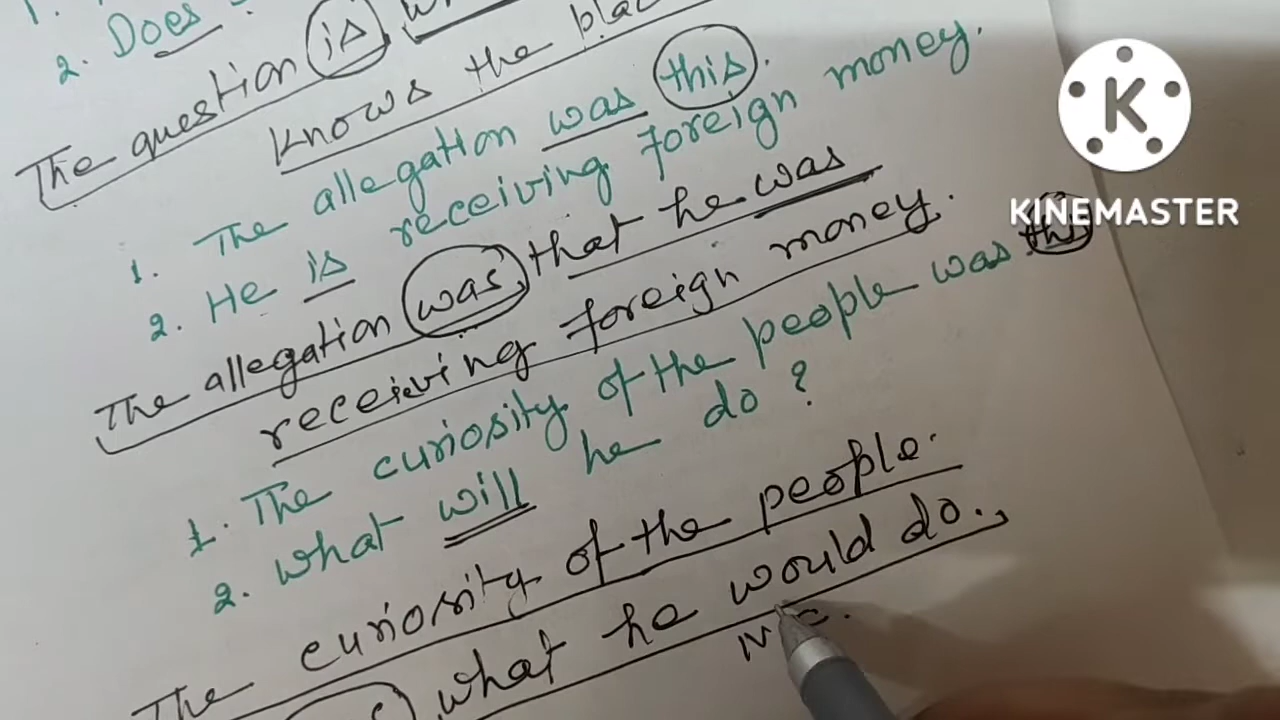 2. Does
The question is
knows the
1. The allegation was this.
2. He is receiving foreign money.
The allegation was, that he was
receiving foreign money.
1. The curiosity of the people was this
2. What will he do ?
The curiosity of the people.
what he would do.,
N.C.
K
KINEMASTER